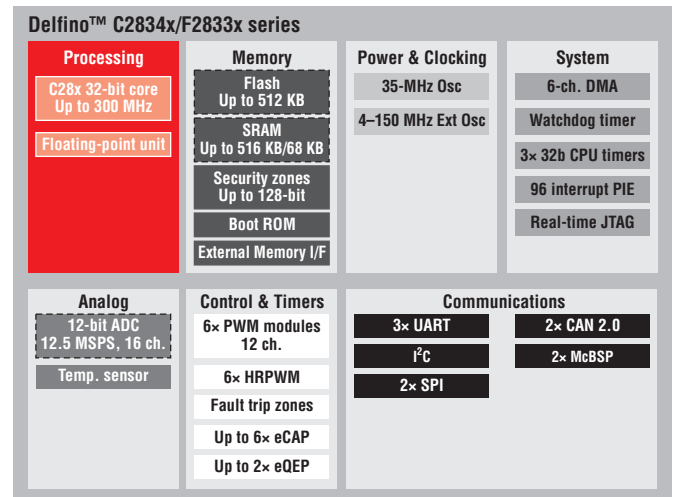 Delfino™ C2834x/F2833x series
Processing
C28x 32-bit core
Up to 300 MHz
Floating-point unit
Memory
Flash
Up to 512 KB
SRAM
Up to 516 KB/68 KB
Security zones
Up to 128-bit
Boot ROM
External Memory I/F
Power & Clocking
35-MHz Osc
4–150 MHz Ext Osc
System
6-ch. DMA
Watchdog timer
3× 32b CPU timers
96 interrupt PIE
Real-time JTAG
Analog
12-bit ADC
12.5 MSPS, 16 ch.
Temp. sensor
Control & Timers
6× PWM modules
12 ch.
6× HRPWM
Fault trip zones
Up to 6× eCAP
Up to 2× eQEP
Communications
3× UART
I²C
2× SPI
2× CAN 2.0
2× McBSP